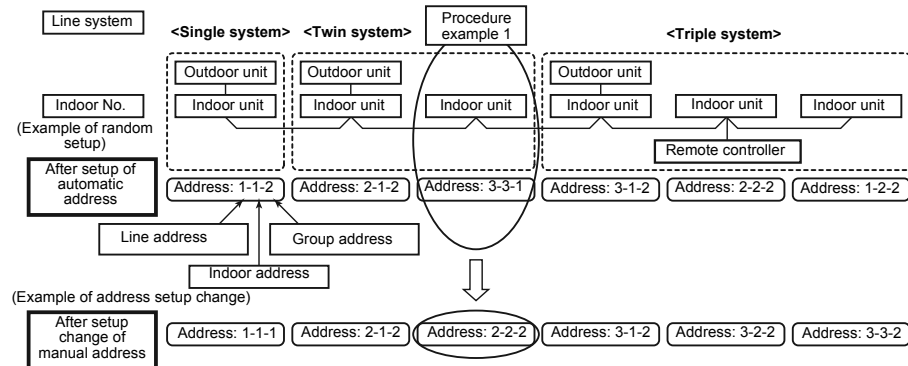 Line system
<Single system>
<Twin system>
Procedure
example 1
<Triple system>
Outdoor unit
Outdoor unit
Outdoor unit
Indoor No.
Indoor unit
Indoor unit
Indoor unit
Indoor unit
Indoor unit
Indoor unit
(Example of random
setup)
Remote controller
After setup of
automatic
address
Address: 1-1-2
Address: 2-1-2
Address: 3-3-1
Address: 3-1-2
Address: 2-2-2
Address: 1-2-2
Line address
Group address
Indoor address
(Example of address setup change)
After setup
change of
manual address
Address: 1-1-1
Address: 2-1-2
Address: 2-2-2
Address: 3-1-2
Address: 3-2-2
Address: 3-3-2